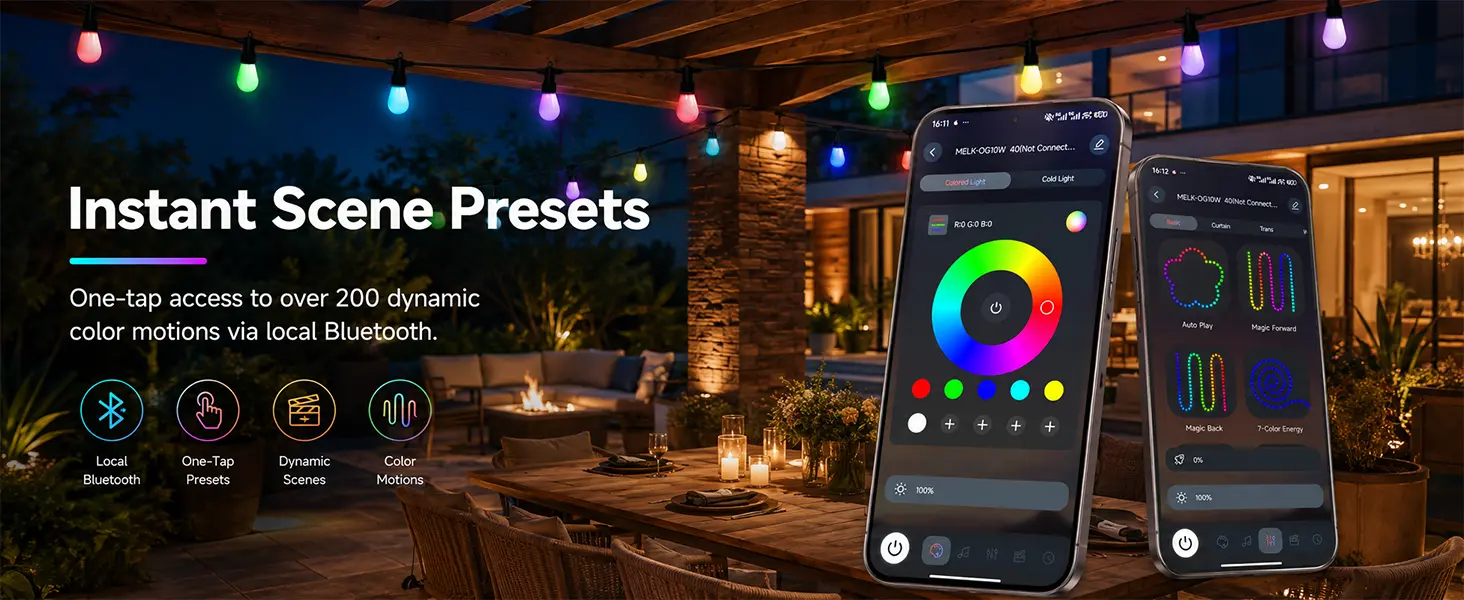 Instant Scene Presets
One-tap access to over 200 dynamic
color motions via local Bluetooth.
Local
Bluetooth
One-Tap
Presets
Dynamic
Scenes
Color
Motions
16:11
MELK-OG10W 40(Not Connect...
Colored Light
Cold Light
R:0 G:0 B:0
100%
16:12
MELK-OG10W 40(Not Connect...
Basic
Curtain
Trans
Auto Play
Magic Forward
Magic Back
7-Color Energy
0%
100%